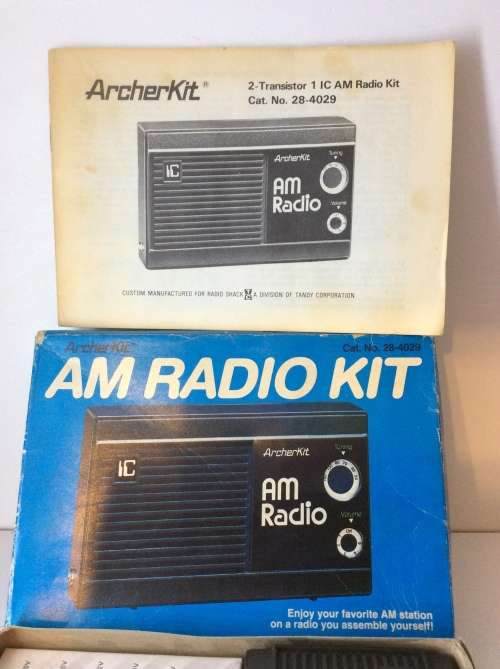 ArcherKit®
2-Transistor 1 IC AM Radio Kit
Cat. No. 28-4029
ArcherKit
IC
Tuning
AM
Radio
Volume
CUSTOM MANUFACTURED FOR RADIO SHACK A DIVISION OF TANDY CORPORATION
ArcherKit
Cat. No. 28-4029
AM RADIO KIT
ArcherKit
IC
Tuning
AM
Radio
Volume
Enjoy your favorite AM station
on a radio you assemble yourself!